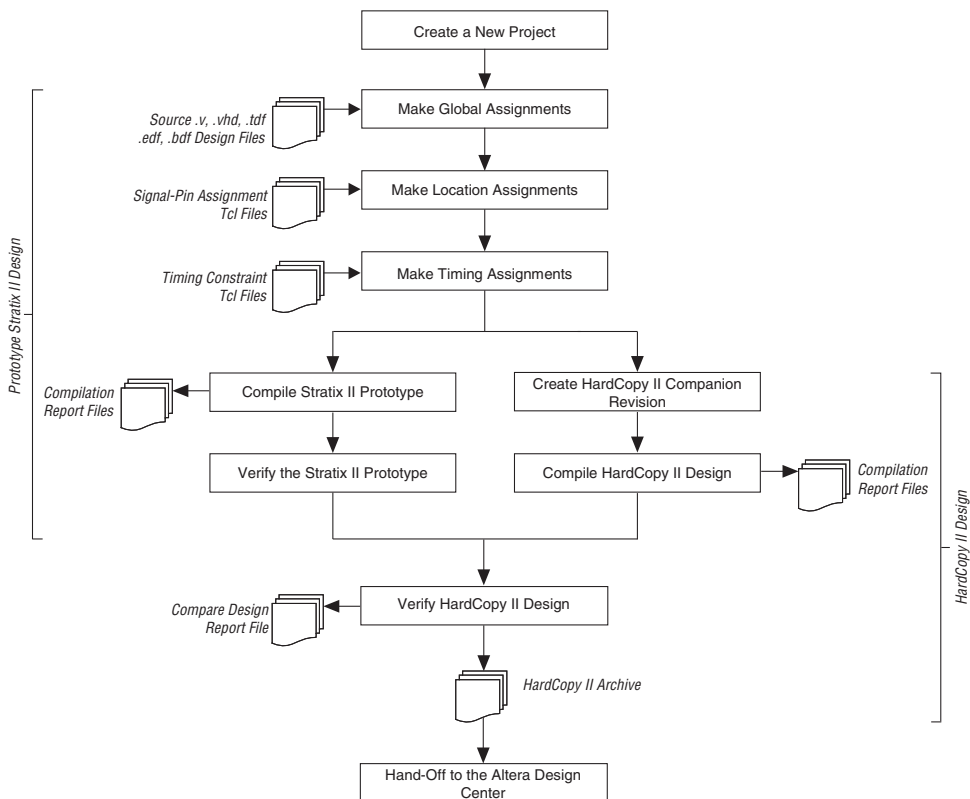 Create a New Project
Make Global Assignments
Source .v, .vhd, .tdf
.edf, .bdf Design Files
Make Location Assignments
Signal-Pin Assignment
Tcl Files
Make Timing Assignments
Timing Constraint
Tcl Files
Prototype Stratix II Design
Compile Stratix II Prototype
Compilation
Report Files
Create HardCopy II Companion
Revision
Verify the Stratix II Prototype
Compile HardCopy II Design
Compilation
Report Files
HardCopy II Design
Verify HardCopy II Design
Compare Design
Report File
HardCopy II Archive
Hand-Off to the Altera Design
Center